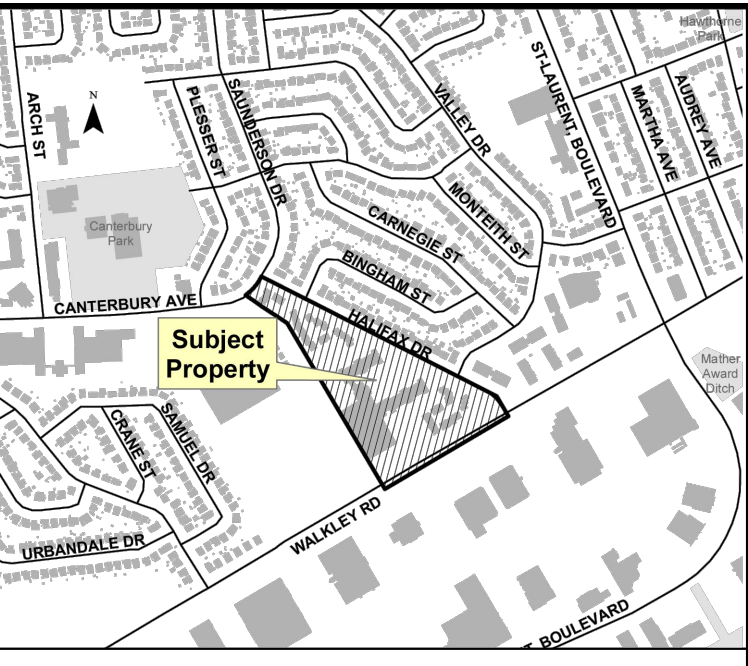 Hawthorne
Park
ST-LAURENT, BOULEVARD
N
ARCH ST
PLESSER ST
SAUNDERSON DR
VALLEY DR
MARTHA AVE
AUDREY AVE
MONTEITH ST
CARNEGIE ST
Canterbury
Park
BINGHAM ST
CANTERBURY AVE
HALIFAX DR
Subject
Property
Mather
Award
Ditch
CRANE ST
SAMUEL DR
WALKLEY RD
URBANDALE DR
T. BOULEVARD